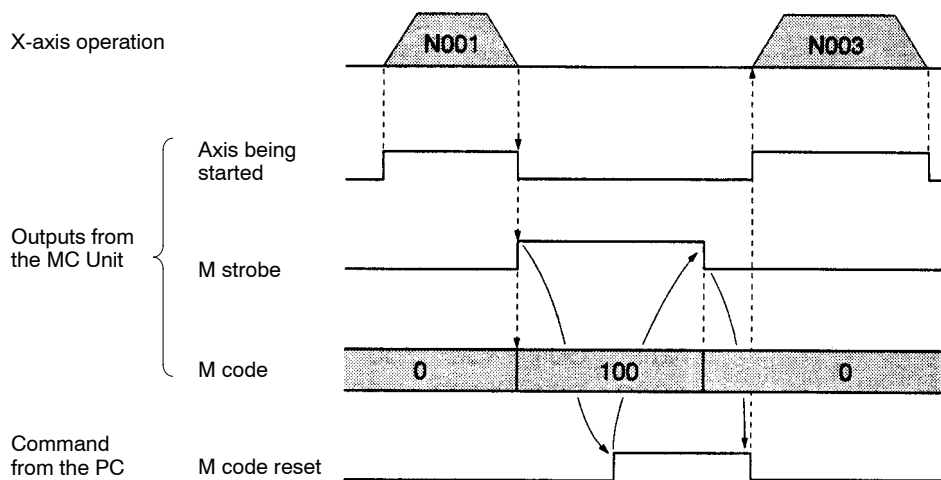 X-axis operation
N001
N003
Axis being
started
Outputs from
the MC Unit
M strobe
M code
0
100
0
Command
from the PC
M code reset